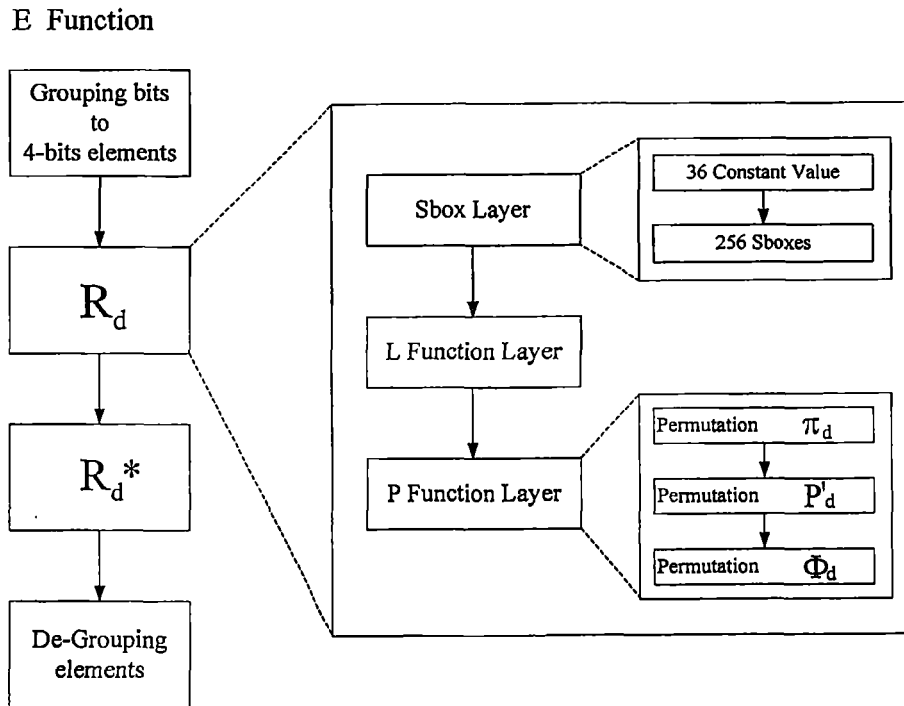 E Function
Grouping bits
to
4-bits elements
R_d
R_d*
De-Grouping
elements
Sbox Layer
L Function Layer
P Function Layer
36 Constant Value
256 Sboxes
Permutation π_d
Permutation P'_d
Permutation Φ_d